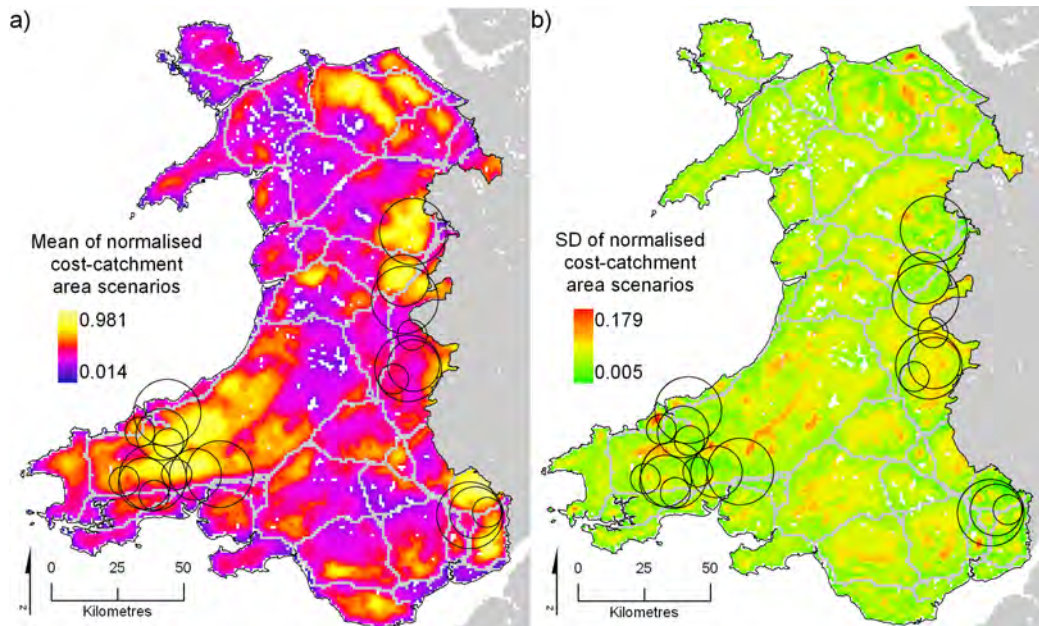 a)
Mean of normalised
cost-catchment
area scenarios
0.981
0.014
0 25 50
Kilometres
z
b)
SD of normalised
cost-catchment
area scenarios
0.179
0.005
0 25 50
Kilometres
z